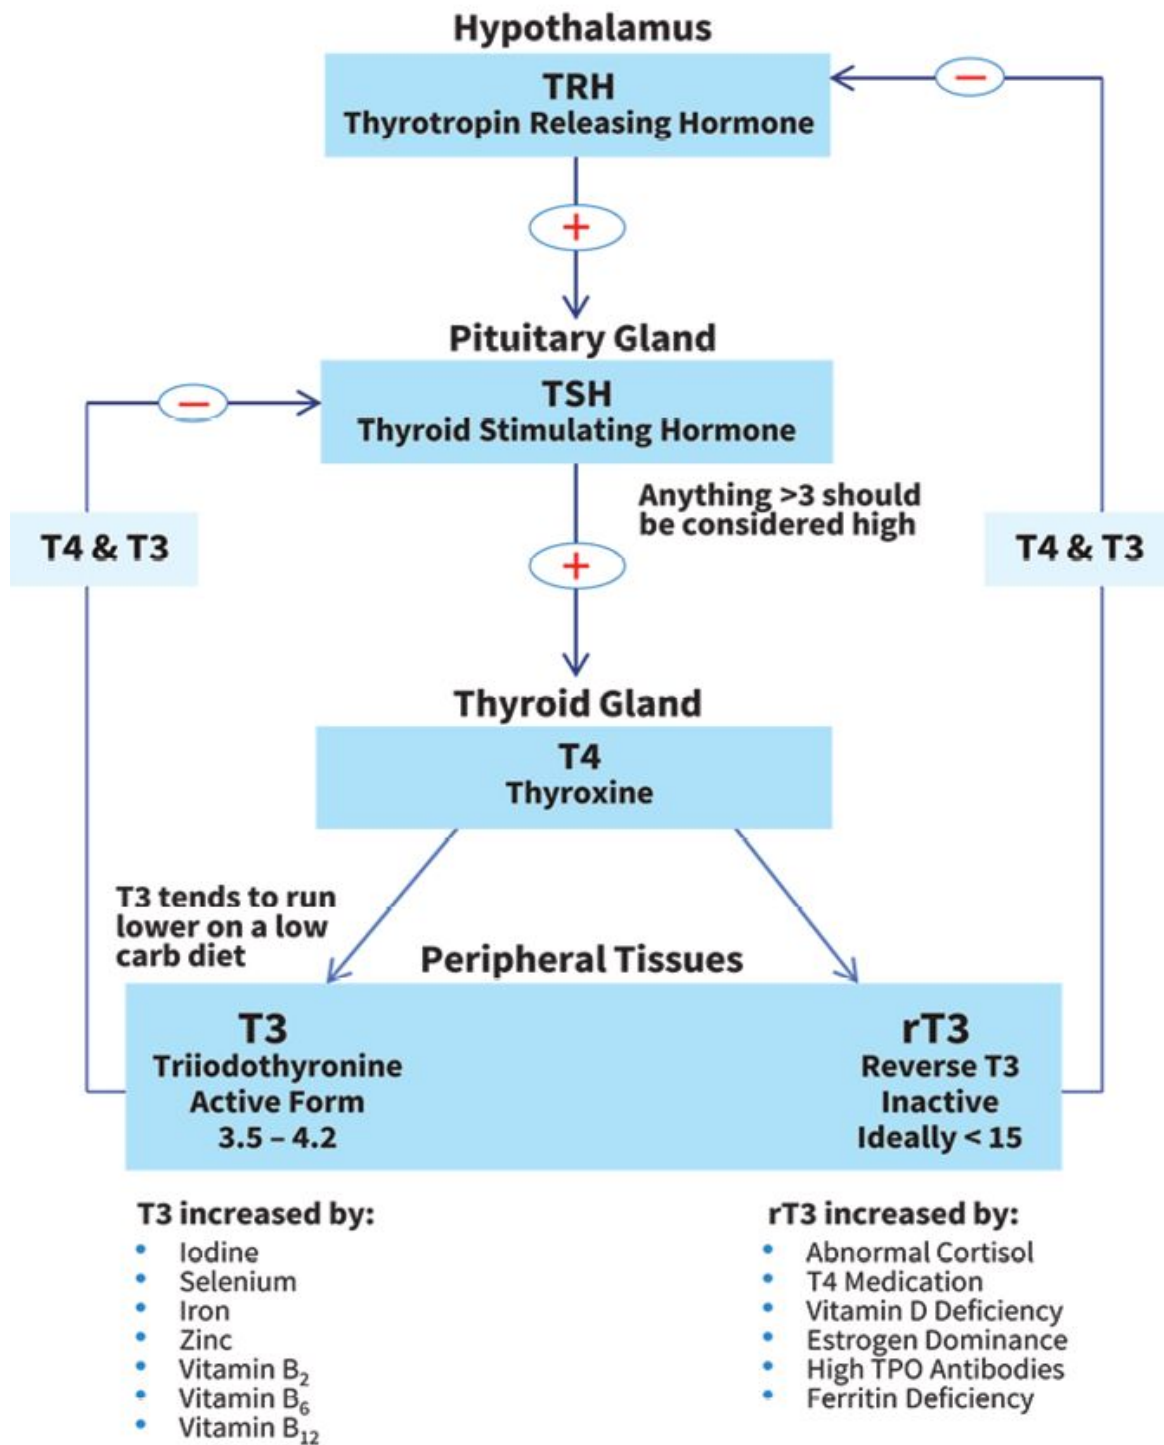 Hypothalamus
TRH
Thyrotropin Releasing Hormone
−
+
Pituitary Gland
−
TSH
Thyroid Stimulating Hormone
Anything >3 should
be considered high
T4 & T3
+
T4 & T3
Thyroid Gland
T4
Thyroxine
T3 tends to run
lower on a low
carb diet
Peripheral Tissues
T3
Triiodothyronine
Active Form
3.5 – 4.2
rT3
Reverse T3
Inactive
Ideally < 15
T3 increased by:
• Iodine
• Selenium
• Iron
• Zinc
• Vitamin B₂
• Vitamin B₆
• Vitamin B₁₂
rT3 increased by:
• Abnormal Cortisol
• T4 Medication
• Vitamin D Deficiency
• Estrogen Dominance
• High TPO Antibodies
• Ferritin Deficiency